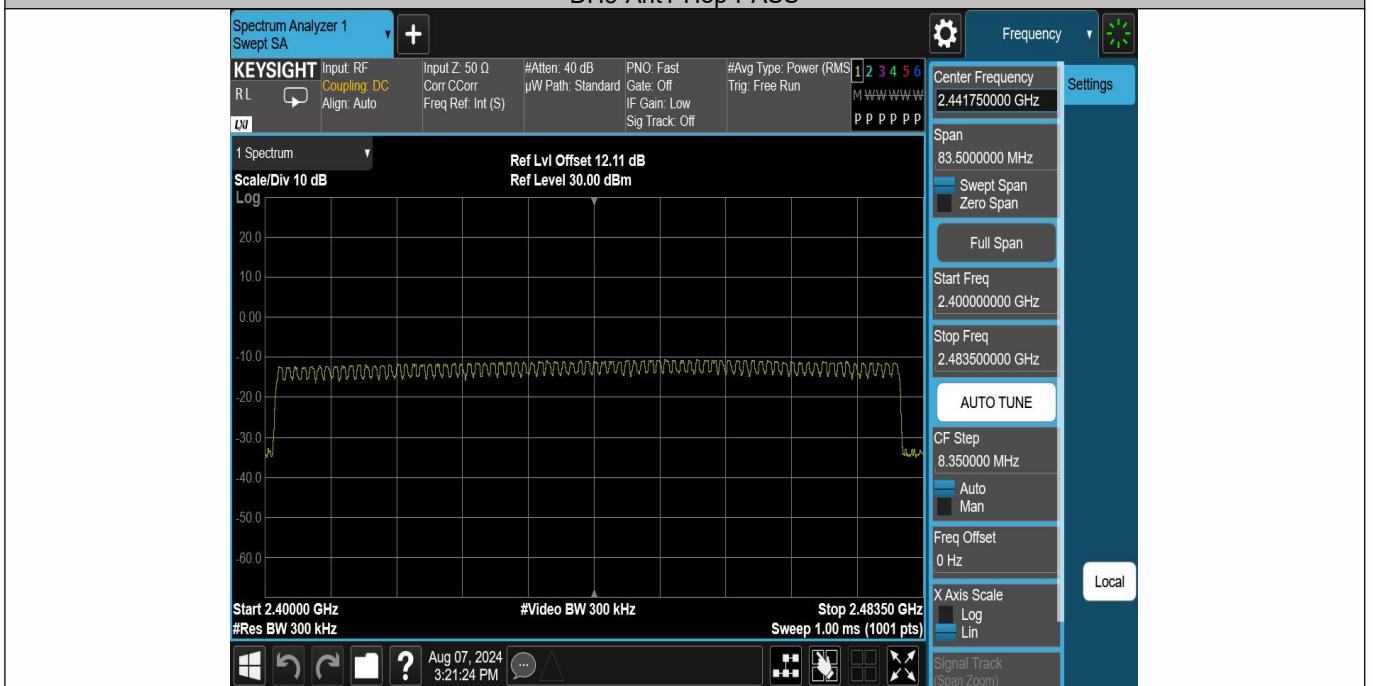 Spectrum Analyzer 1
Swept SA
Frequency
KEYSIGHT
RL
LXI
Input: RF
Coupling: DC
Align: Auto
Input Z: 50 Ω
Corr CCorr
Freq Ref: Int (S)
#Atten: 40 dB
µW Path: Standard
PNO: Fast
Gate: Off
IF Gain: Low
Sig Track: Off
#Avg Type: Power (RMS
Trig: Free Run
1 2 3 4 5 6
M W W W W W
P P P P P P
Center Frequency
2.441750000 GHz
Settings
Span
83.5000000 MHz
Swept Span
Zero Span
Full Span
Start Freq
2.400000000 GHz
Stop Freq
2.483500000 GHz
AUTO TUNE
CF Step
8.350000 MHz
Auto
Man
Freq Offset
0 Hz
X Axis Scale
Log
Lin
Signal Track
(Span Zoom)
Local
1 Spectrum
Scale/Div 10 dB
Ref Lvl Offset 12.11 dB
Ref Level 30.00 dBm
Log
20.0
10.0
0.00
-10.0
-20.0
-30.0
-40.0
-50.0
-60.0
Start 2.40000 GHz
#Video BW 300 kHz
Stop 2.48350 GHz
#Res BW 300 kHz
Sweep 1.00 ms (1001 pts)
?
Aug 07, 2024
3:21:24 PM